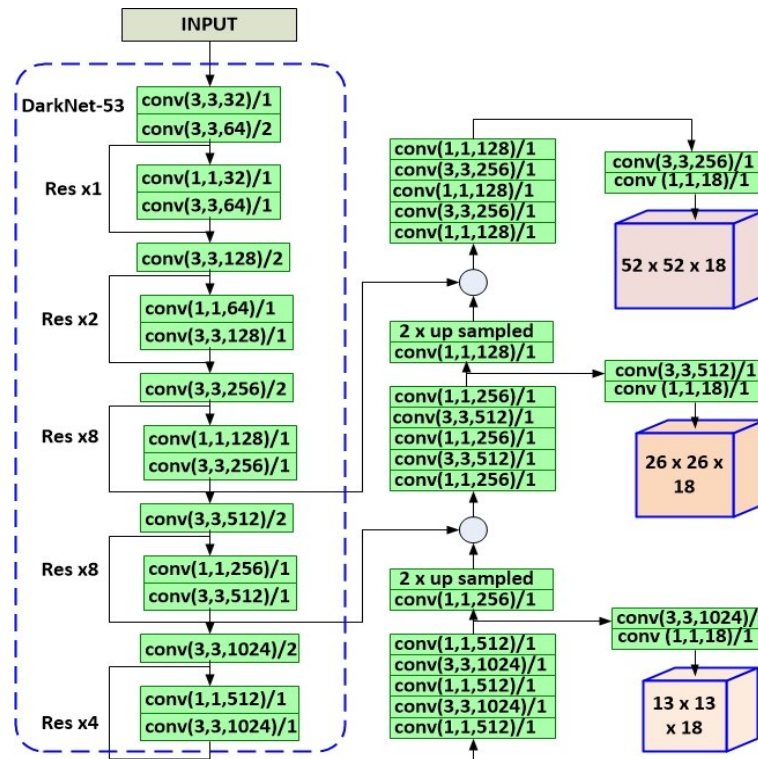 INPUT
DarkNet-53
conv(3,3,32)/1
conv(3,3,64)/2
Res x1
conv(1,1,32)/1
conv(3,3,64)/1
conv(3,3,128)/2
Res x2
conv(1,1,64)/1
conv(3,3,128)/1
conv(3,3,256)/2
Res x8
conv(1,1,128)/1
conv(3,3,256)/1
conv(3,3,512)/2
Res x8
conv(1,1,256)/1
conv(3,3,512)/1
conv(3,3,1024)/2
Res x4
conv(1,1,512)/1
conv(3,3,1024)/1
conv(1,1,128)/1
conv(3,3,256)/1
conv(1,1,128)/1
conv(3,3,256)/1
conv(1,1,128)/1
2 x up sampled
conv(1,1,128)/1
conv(1,1,256)/1
conv(3,3,512)/1
conv(1,1,256)/1
conv(3,3,512)/1
conv(1,1,256)/1
2 x up sampled
conv(1,1,256)/1
conv(1,1,512)/1
conv(3,3,1024)/1
conv(1,1,512)/1
conv(3,3,1024)/1
conv(1,1,512)/1
conv(3,3,256)/1
conv (1,1,18)/1
52 x 52 x 18
conv(3,3,512)/1
conv (1,1,18)/1
26 x 26 x
18
conv(3,3,1024)/
conv (1,1,18)/1
13 x 13
x 18